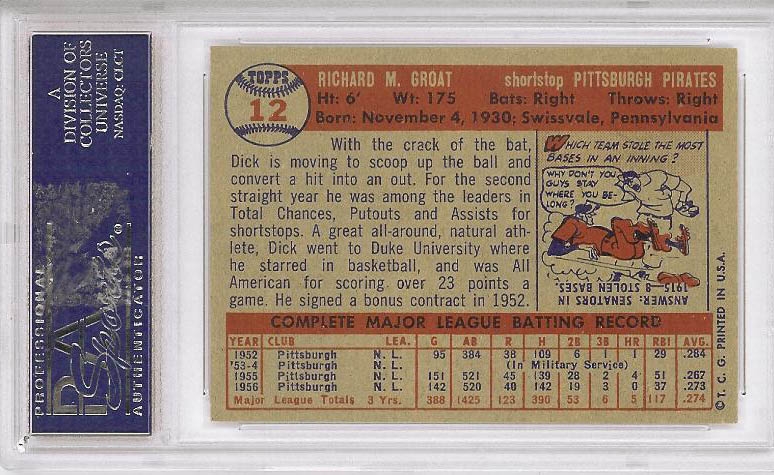 A
DIVISION OF
COLLECTORS
UNIVERSE
NASDAQ: CLCT
PROFESSIONAL
PSA
Sports
AUTHENTICATOR
®
TOPPS
12
RICHARD M. GROAT shortstop PITTSBURGH PIRATES
Ht: 6' Wt: 175 Bats: Right Throws: Right
Born: November 4, 1930; Swissvale, Pennsylvania
With the crack of the bat,
Dick is moving to scoop up the ball and
convert a hit into an out. For the second
straight year he was among the leaders in
Total Chances, Putouts and Assists for
shortstops. A great all-around, natural ath-
lete, Dick went to Duke University where
he starred in basketball, and was All
American for scoring over 23 points
a game. He signed a bonus contract in 1952.
WHICH TEAM STOLE THE MOST
BASES IN AN INNING?
WHY DON'T YOU
GUYS STAY
WHERE YOU BE-
LONG?
ANSWER: SENATORS IN
1915-8 STOLEN BASES
COMPLETE MAJOR LEAGUE BATTING RECORD
YEAR CLUB LEA. G AB R H 2B 3B HR RBI AVG.
1952 Pittsburgh N. L. 95 384 38 109 6 1 1 29 .284
'53-4 Pittsburgh N. L. (In Military Service)
1955 Pittsburgh N. L. 151 521 45 139 28 2 4 51 .267
1956 Pittsburgh N. L. 142 520 40 142 19 3 0 37 .273
Major League Totals 3 Yrs. 388 1425 123 390 53 6 5 117 .274
© T. C. G. PRINTED IN U.S.A.